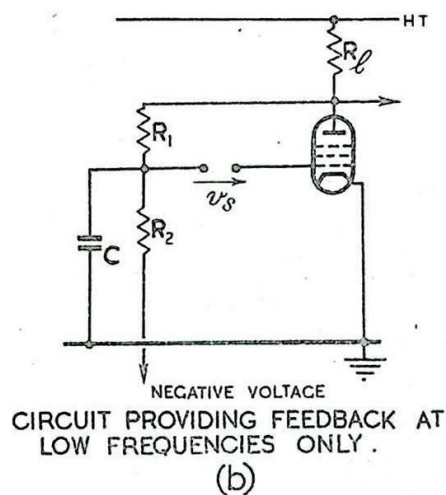 HT
Rℓ
R₁
vₛ
R₂
C
NEGATIVE VOLTAGE
CIRCUIT PROVIDING FEEDBACK AT
LOW FREQUENCIES ONLY.
(b)